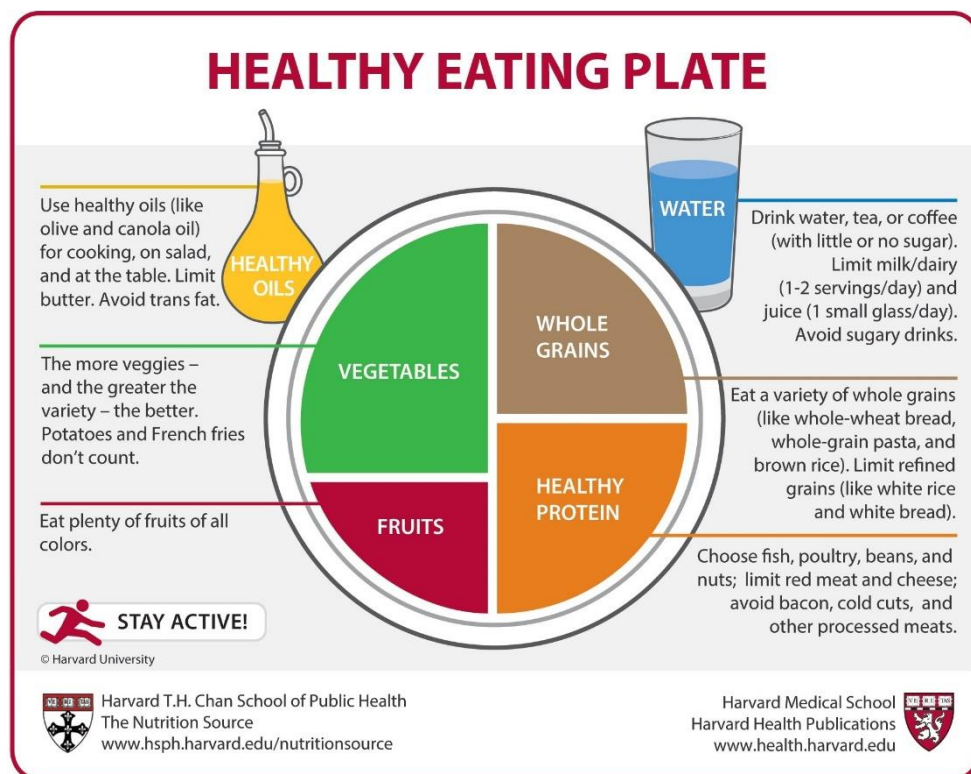 HEALTHY EATING PLATE
Use healthy oils (like
olive and canola oil)
for cooking, on salad,
and at the table. Limit
butter. Avoid trans fat.
HEALTHY
OILS
The more veggies –
and the greater the
variety – the better.
Potatoes and French fries
don’t count.
Eat plenty of fruits of all
colors.
VEGETABLES
FRUITS
WHOLE
GRAINS
HEALTHY
PROTEIN
WATER
Drink water, tea, or coffee
(with little or no sugar).
Limit milk/dairy
(1-2 servings/day) and
juice (1 small glass/day).
Avoid sugary drinks.
Eat a variety of whole grains
(like whole-wheat bread,
whole-grain pasta, and
brown rice). Limit refined
grains (like white rice
and white bread).
Choose fish, poultry, beans, and
nuts; limit red meat and cheese;
avoid bacon, cold cuts, and
other processed meats.
STAY ACTIVE!
© Harvard University
Harvard T.H. Chan School of Public Health
The Nutrition Source
www.hsph.harvard.edu/nutritionsource
Harvard Medical School
Harvard Health Publications
www.health.harvard.edu